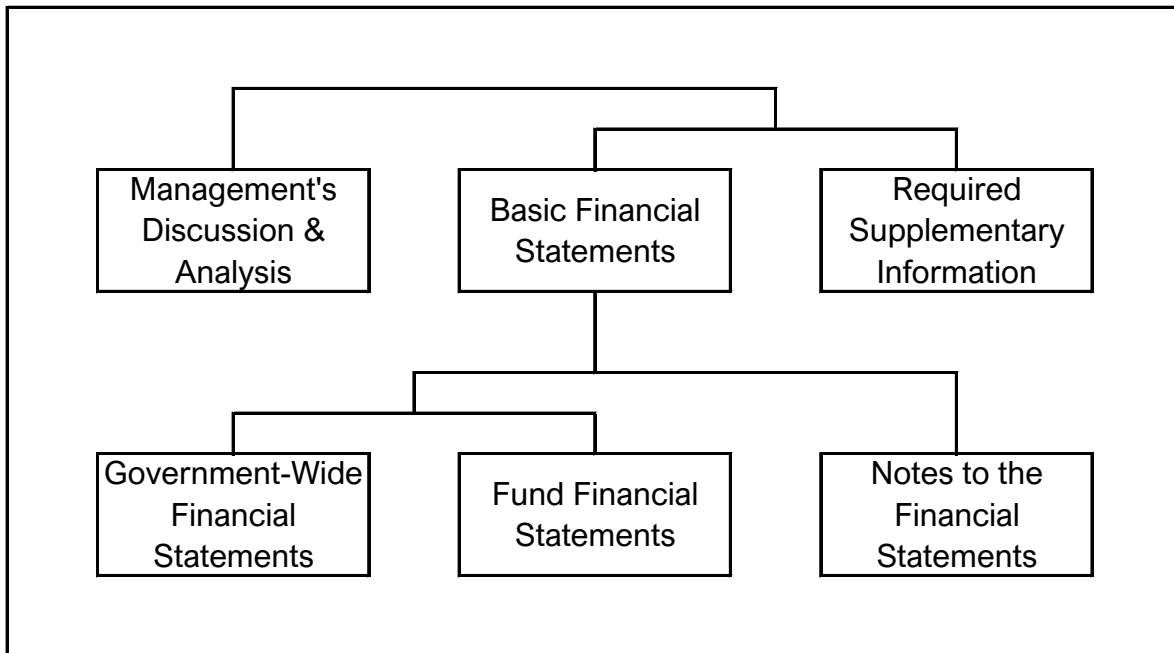 Management's
Discussion &
Analysis
Basic Financial
Statements
Required
Supplementary
Information
Government-Wide
Financial
Statements
Fund Financial
Statements
Notes to the
Financial
Statements